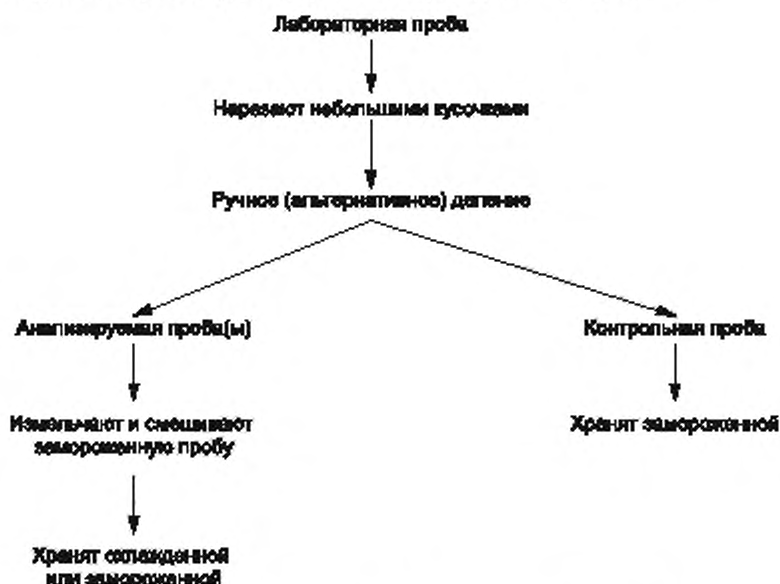 Лабораторная проба
Нарезают небольшими кусочками
Ручное (альтернативное) деление
Анализируемая проба(ы)
Контрольная проба
Измельчают и смешивают
замороженную пробу
Хранят замороженной
Хранят охлажденной
или замороженной